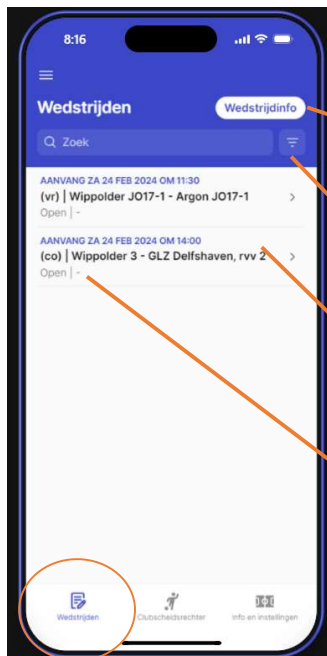 8:16
Wedstrijden
Wedstrijdinfo
Zoek
AANVANG ZA 24 FEB 2024 OM 11:30
(vr) | Wippolder JO17-1 - Argon JO17-1
Open | -
AANVANG ZA 24 FEB 2024 OM 14:00
(co) | Wippolder 3 - GLZ Delfshaven, rvv 2
Open | -
Wedstrijden
Clubscheidsrechter
Info en instellingen